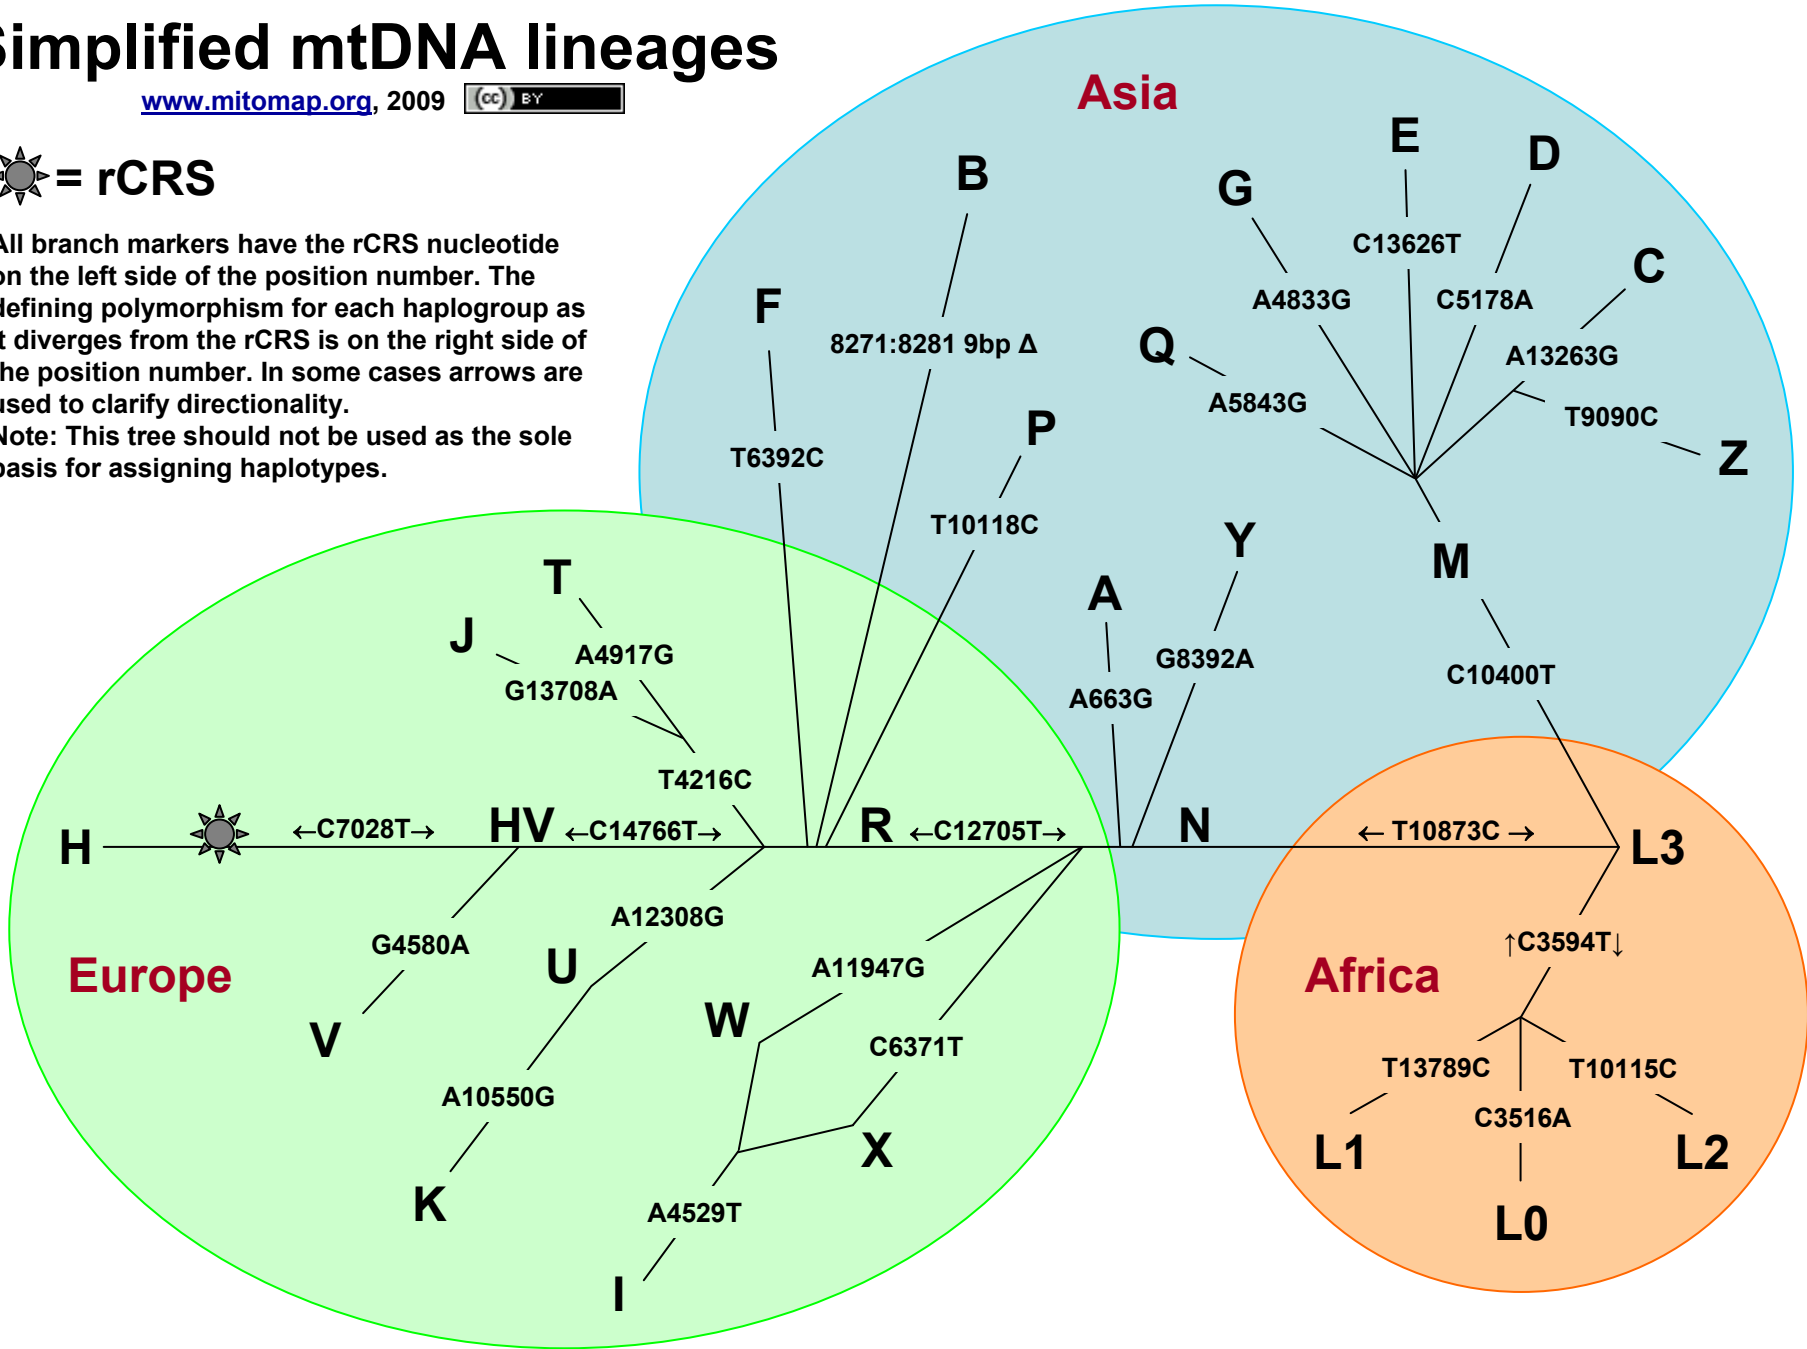 Simplified mtDNA lineages
www.mitomap.org, 2009 (cc) BY
= rCRS
All branch markers have the rCRS nucleotide
on the left side of the position number. The
defining polymorphism for each haplogroup as
it diverges from the rCRS is on the right side of
the position number. In some cases arrows are
used to clarify directionality.
Note: This tree should not be used as the sole
basis for assigning haplotypes.
Asia
B
E
D
G
C13626T
C
F
A4833G
C5178A
8271:8281 9bp Δ
Q
A13263G
A5843G
T9090C
P
T6392C
Z
T10118C
Y
M
T
A
J
A4917G
G8392A
G13708A
A663G
C10400T
T4216C
H
←C7028T→
HV
←C14766T→
R
←C12705T→
N
← T10873C →
L3
A12308G
G4580A
↑C3594T↓
Europe
U
A11947G
Africa
W
V
C6371T
T13789C
T10115C
A10550G
C3516A
X
L1
L2
K
A4529T
L0
I